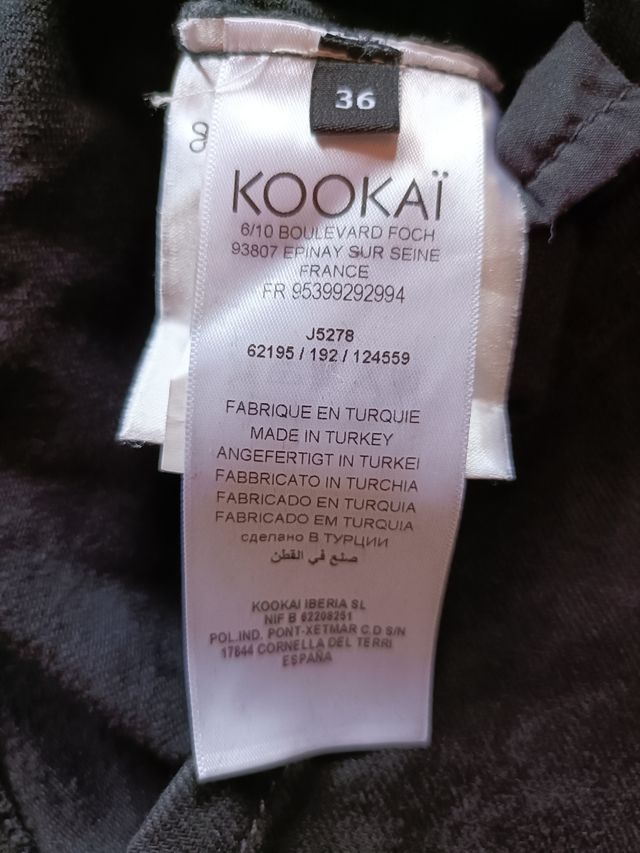 36
KOOKAÏ
6/10 BOULEVARD FOCH
93807 EPINAY SUR SEINE
FRANCE
FR 95399292994
J5278
62195 / 192 / 124559
FABRIQUE EN TURQUIE
MADE IN TURKEY
ANGEFERTIGT IN TURKEI
FABBRICATO IN TURCHIA
FABRICADO EN TURQUIA
FABRICADO EM TURQUIA
сделано В ТУРЦИИ
صنع في القطن
KOOKAI IBERIA SL
NIF B 62208251
POL.IND. PONT-XETMAR C.D S/N
17844 CORNELLA DEL TERRI
ESPAÑA